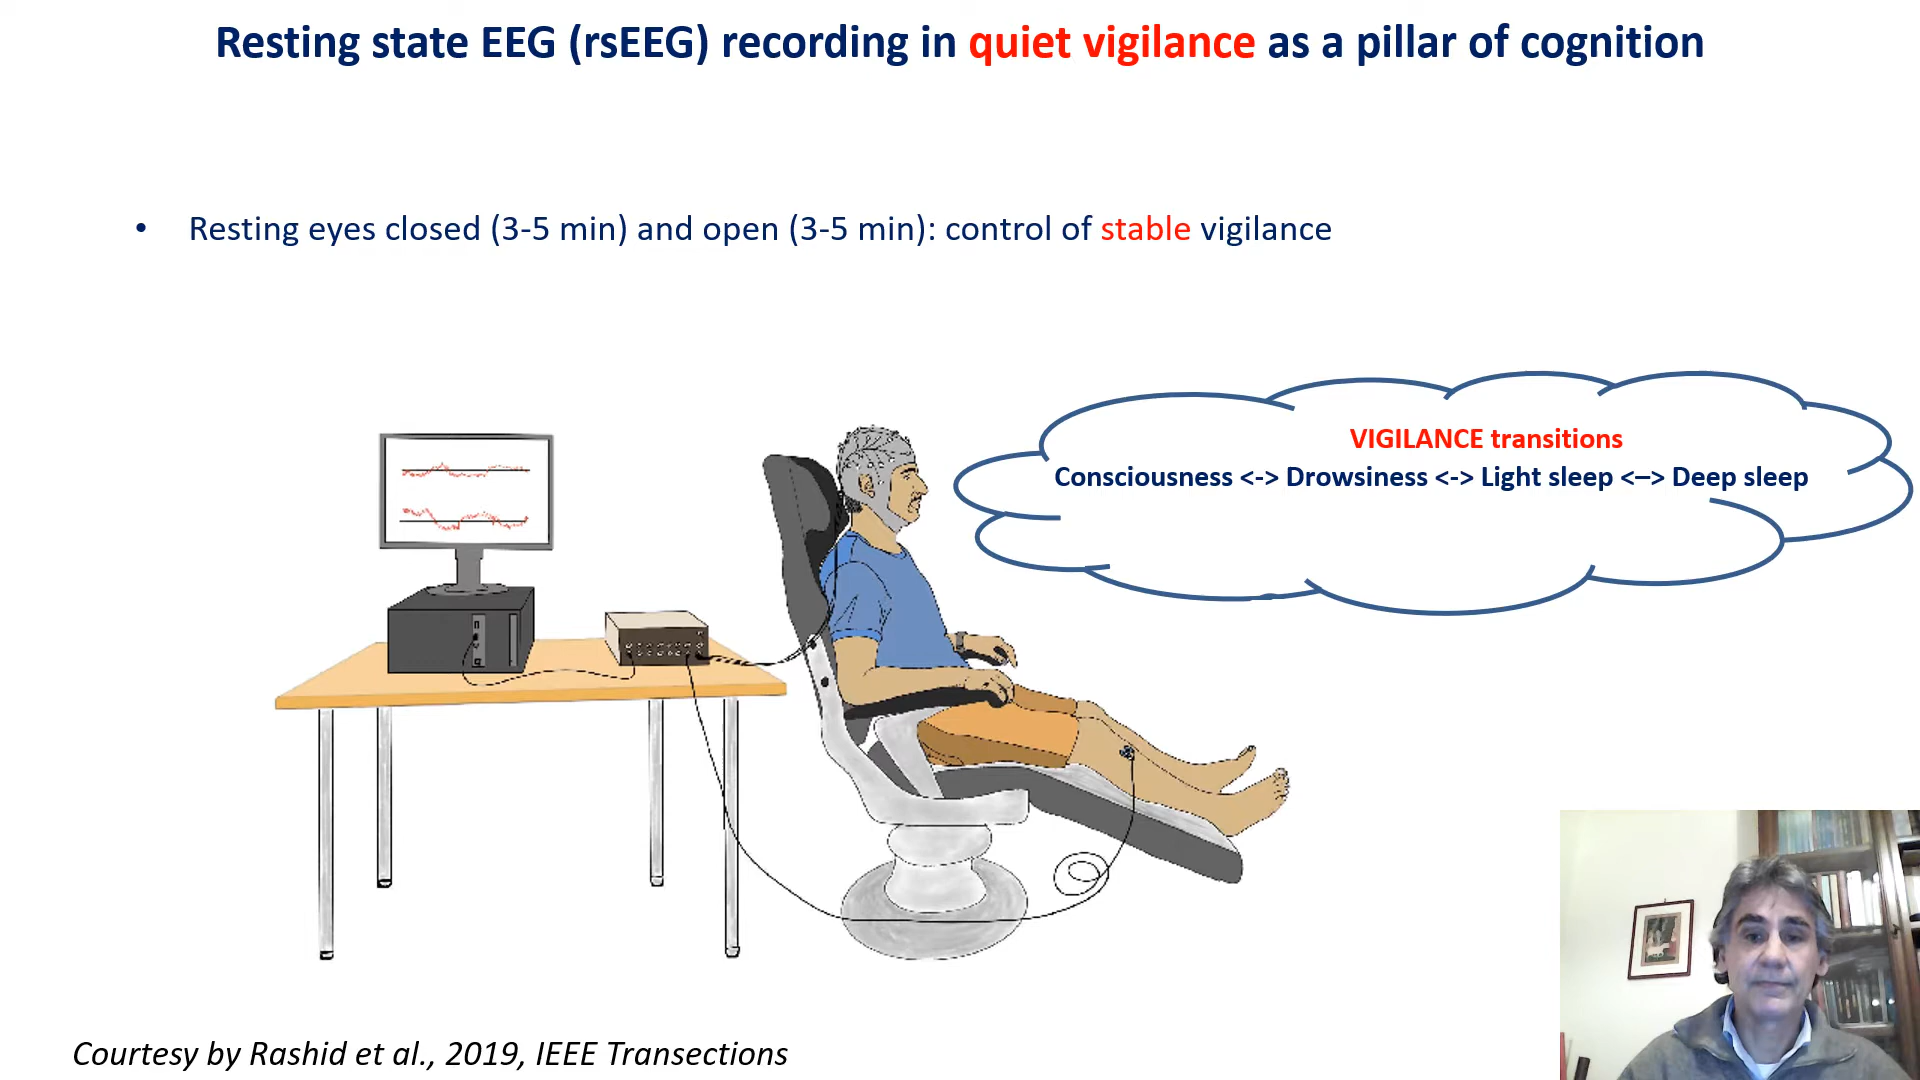 Resting state EEG (rsEEG) recording in quiet vigilance as a pillar of cognition
• Resting eyes closed (3-5 min) and open (3-5 min): control of stable vigilance
VIGILANCE transitions
Consciousness <-> Drowsiness <-> Light sleep <–> Deep sleep
Courtesy by Rashid et al., 2019, IEEE Transections